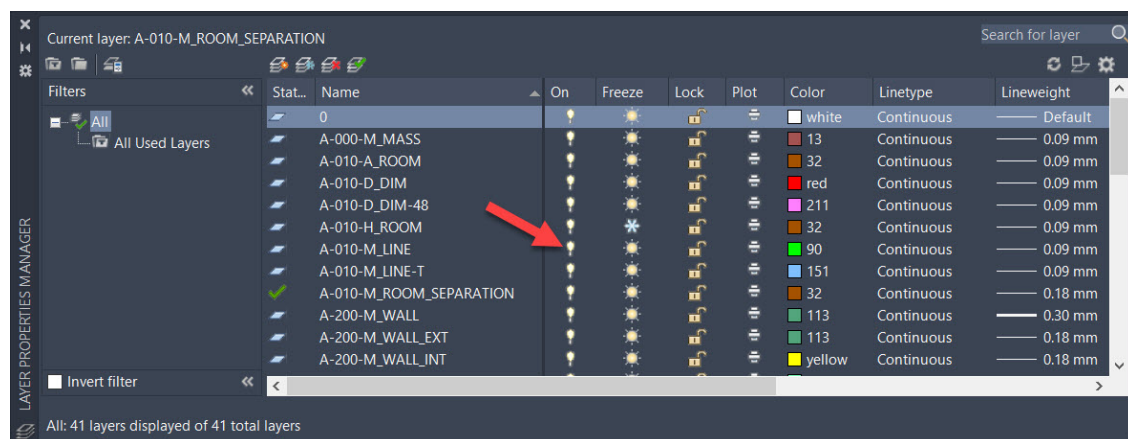 Current layer: A-010-M_ROOM_SEPARATION
Search for layer
Filters
Stat... Name On Freeze Lock Plot Color Linetype Lineweight
All
All Used Layers
0 white Continuous Default
A-000-M_MASS 13 Continuous 0.09 mm
A-010-A_ROOM 32 Continuous 0.09 mm
A-010-D_DIM red Continuous 0.09 mm
A-010-D_DIM-48 211 Continuous 0.09 mm
A-010-H_ROOM 32 Continuous 0.09 mm
A-010-M_LINE 90 Continuous 0.09 mm
A-010-M_LINE-T 151 Continuous 0.09 mm
A-010-M_ROOM_SEPARATION 32 Continuous 0.18 mm
A-200-M_WALL 113 Continuous 0.30 mm
A-200-M_WALL_EXT 113 Continuous 0.18 mm
A-200-M_WALL_INT yellow Continuous 0.18 mm
Invert filter
All: 41 layers displayed of 41 total layers
LAYER PROPERTIES MANAGER